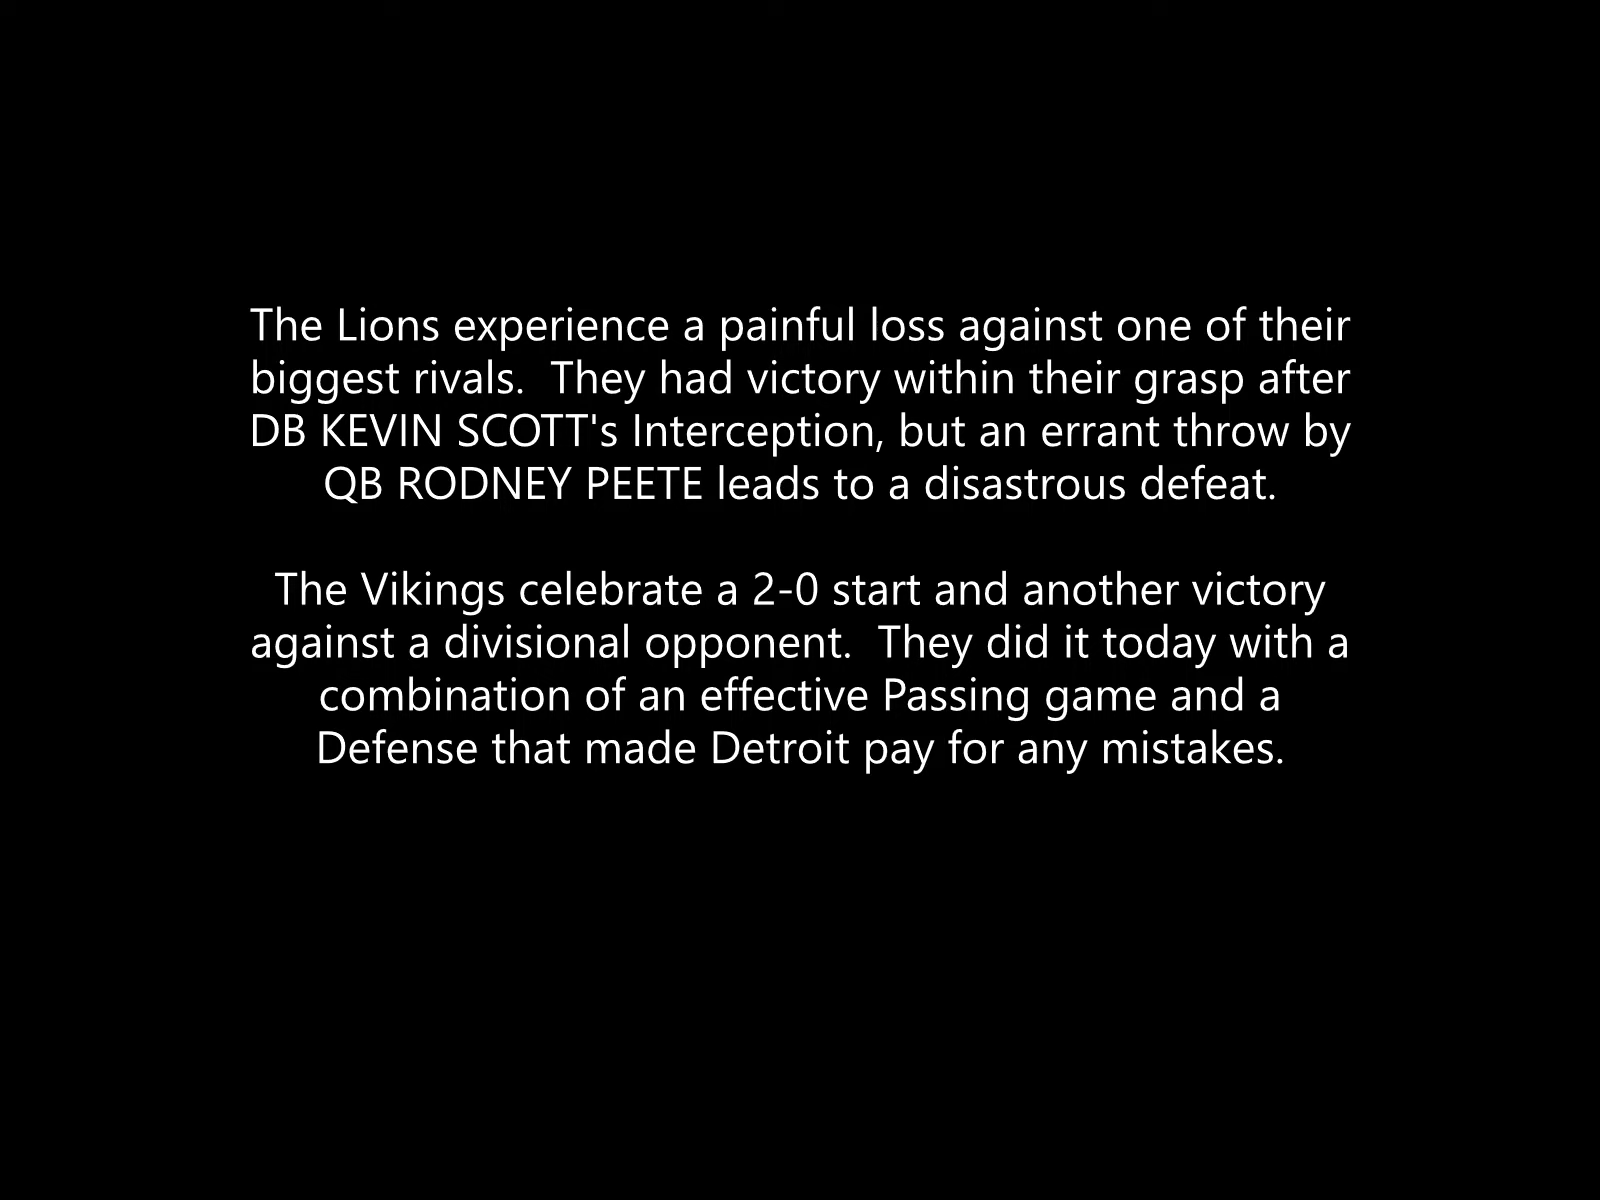 The Lions experience a painful loss against one of their
biggest rivals.  They had victory within their grasp after
DB KEVIN SCOTT's Interception, but an errant throw by
QB RODNEY PEETE leads to a disastrous defeat.
The Vikings celebrate a 2-0 start and another victory
against a divisional opponent.  They did it today with a
combination of an effective Passing game and a
Defense that made Detroit pay for any mistakes.